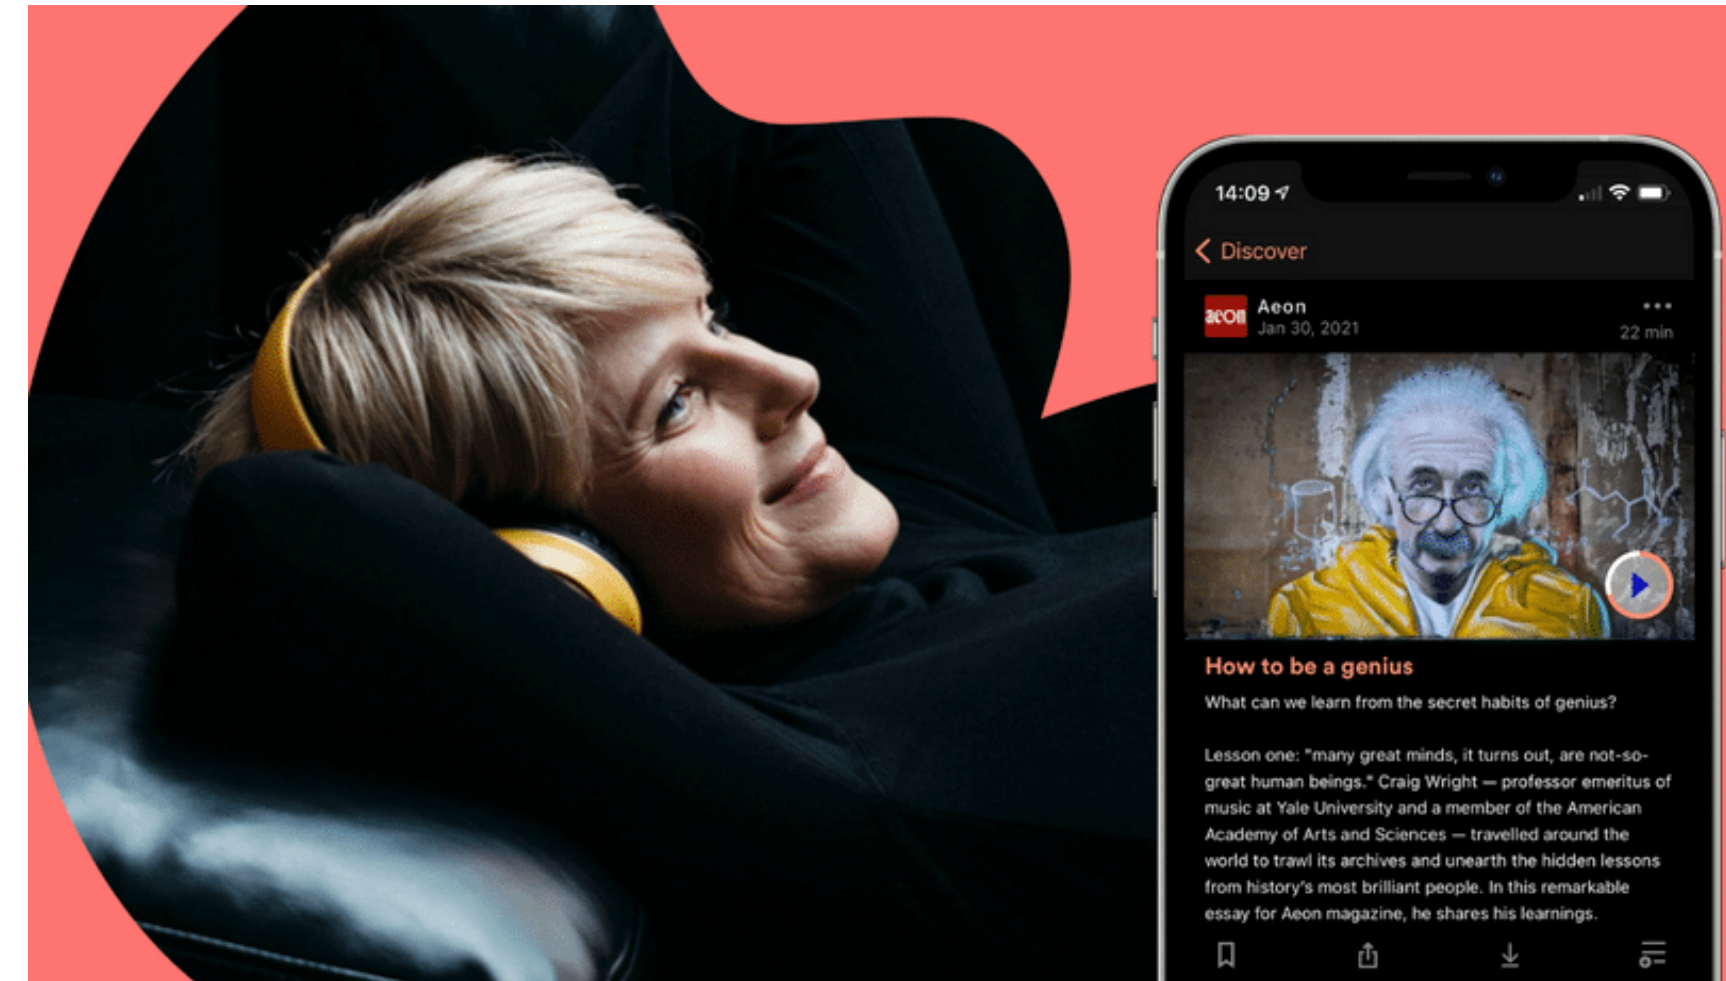 14:09
Discover
aeon
Aeon
Jan 30, 2021
22 min
How to be a genius
What can we learn from the secret habits of genius?
Lesson one: "many great minds, it turns out, are not-so-
great human beings." Craig Wright — professor emeritus of
music at Yale University and a member of the American
Academy of Arts and Sciences — travelled around the
world to trawl its archives and unearth the hidden lessons
from history's most brilliant people. In this remarkable
essay for Aeon magazine, he shares his learnings.